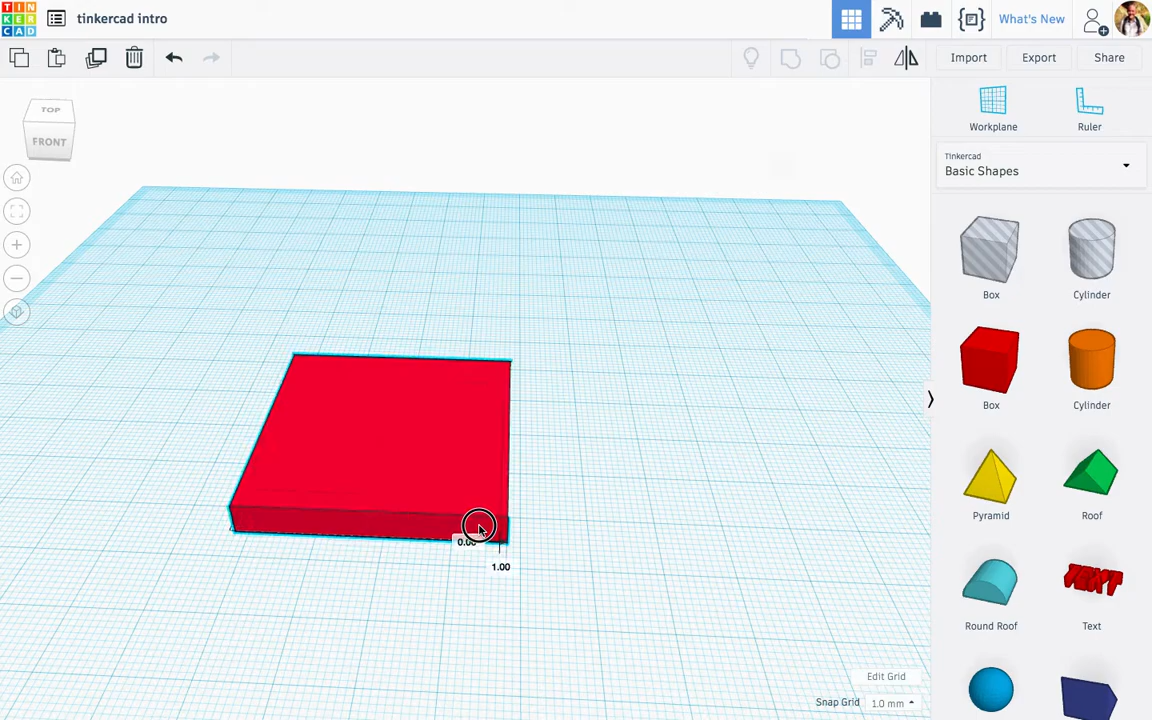 TIN
KER
CAD
tinkercad intro
What's New
Import
Export
Share
TOP
FRONT
Workplane
Ruler
Tinkercad
Basic Shapes
Box
Cylinder
Box
Cylinder
Pyramid
Roof
TEXT
Round Roof
Text
1.00
Edit Grid
Snap Grid
1.0 mm